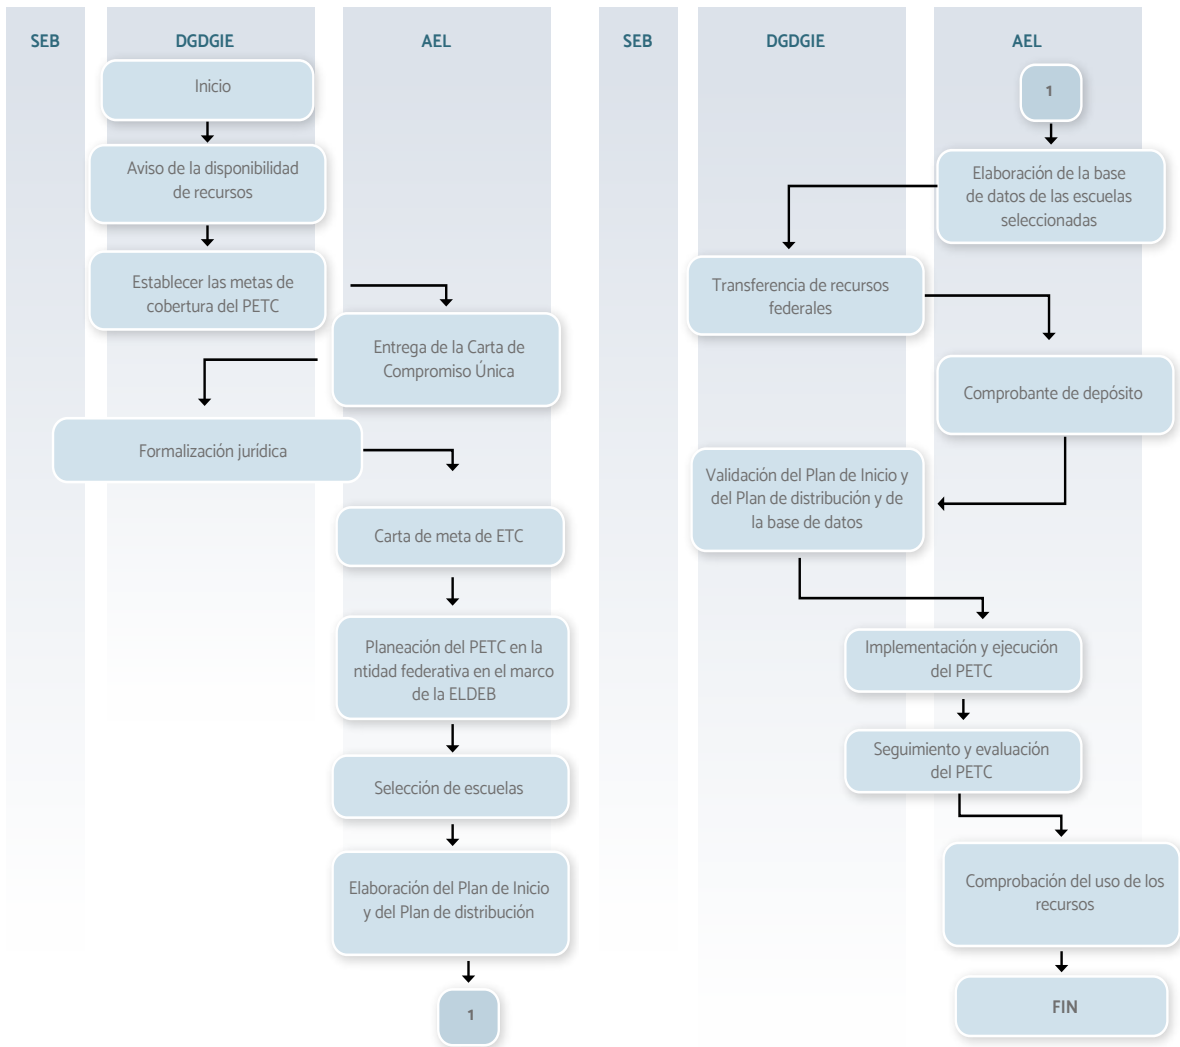 SEB
DGDGIE
AEL
Inicio
Aviso de la disponibilidad
de recursos
Establecer las metas de
cobertura del PETC
Entrega de la Carta de
Compromiso Única
Formalización jurídica
Carta de meta de ETC
Planeación del PETC en la
ntidad federativa en el marco
de la ELDEB
Selección de escuelas
Elaboración del Plan de Inicio
y del Plan de distribución
1
SEB
DGDGIE
AEL
1
Elaboración de la base
de datos de las escuelas
seleccionadas
Transferencia de recursos
federales
Comprobante de depósito
Validación del Plan de Inicio y
del Plan de distribución y de
la base de datos
Implementación y ejecución
del PETC
Seguimiento y evaluación
del PETC
Comprobación del uso de los
recursos
FIN